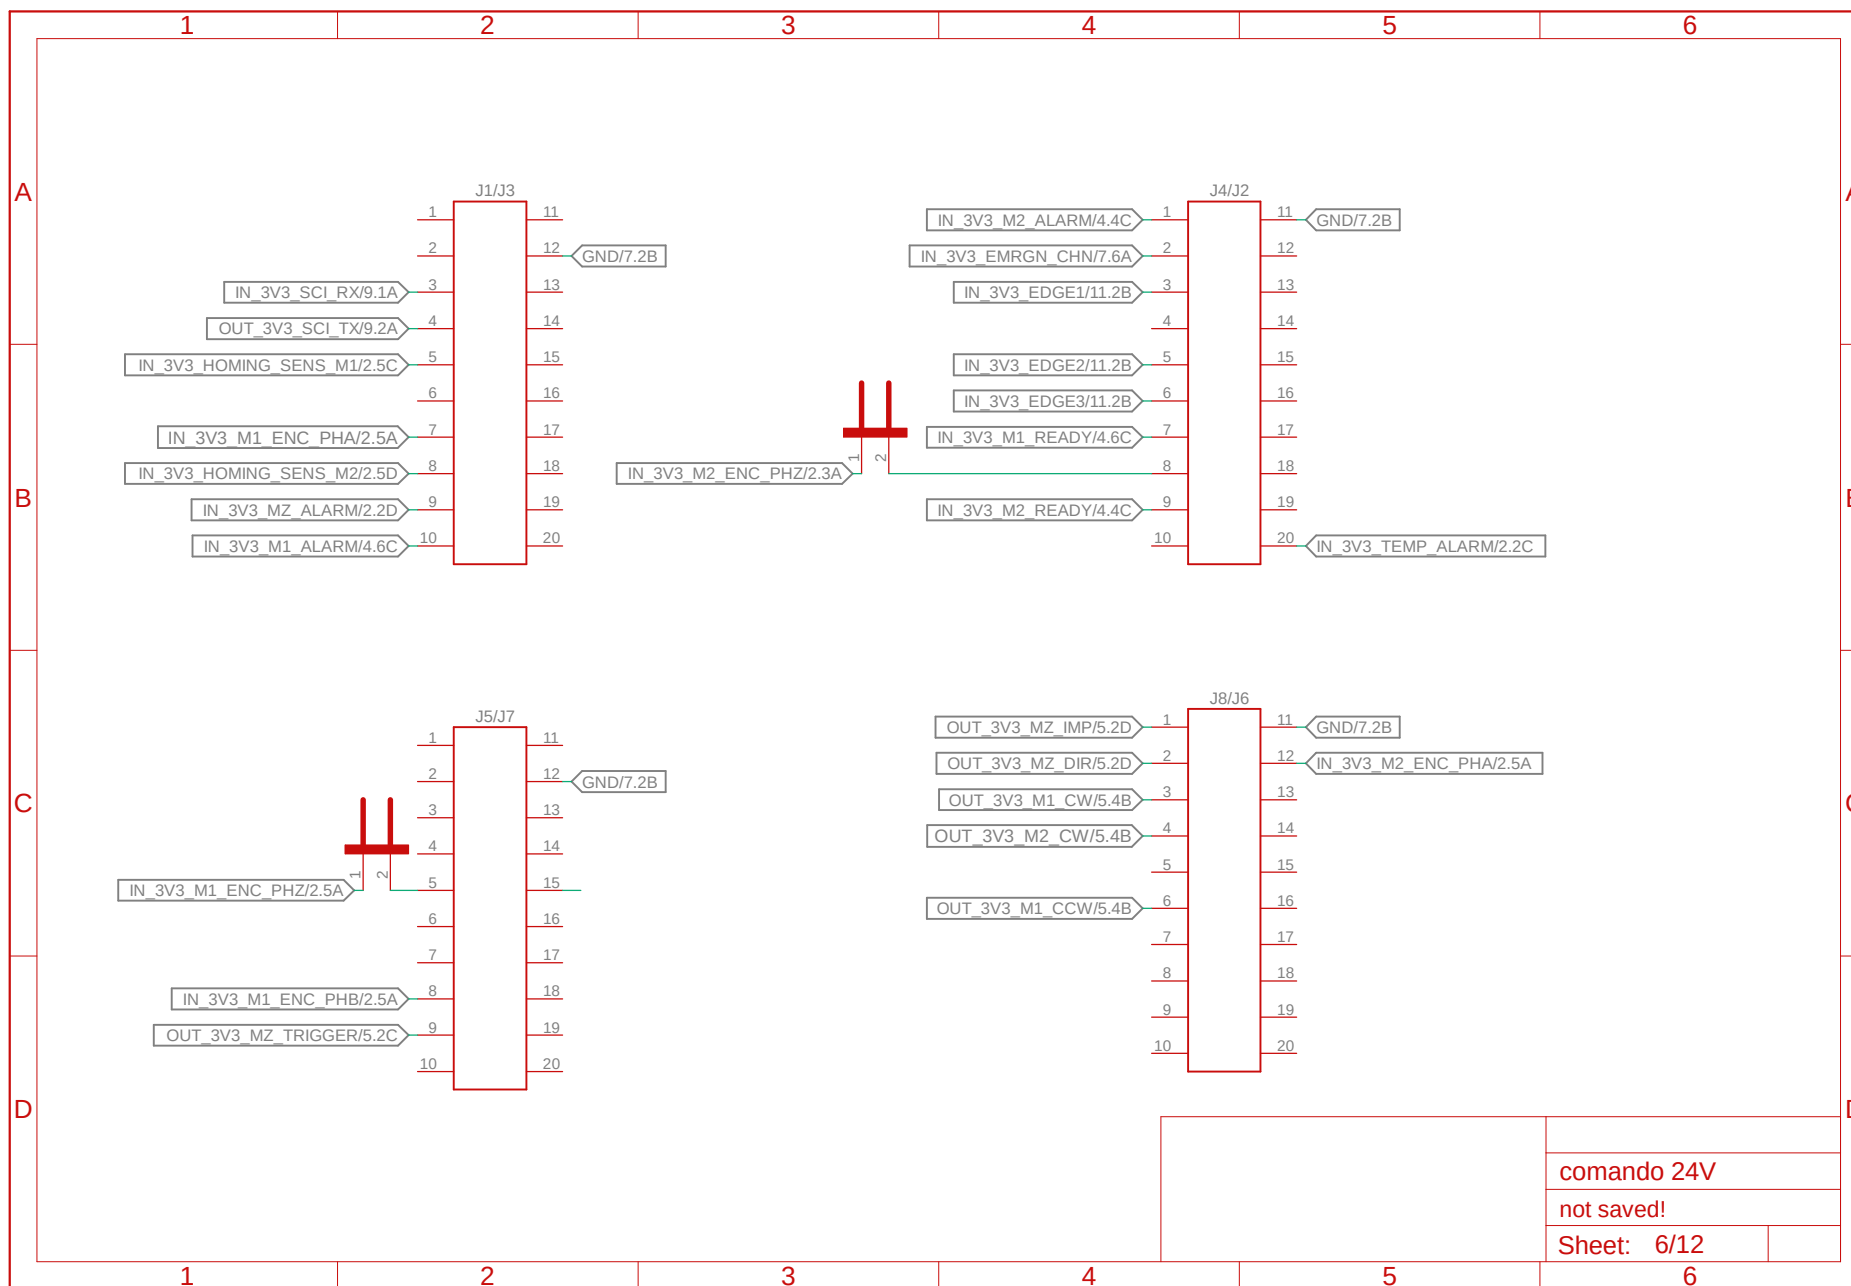 1 2 3 4 5 6
A
J1/J3 J4/J2
1 11 IN_3V3_M2_ALARM/4.4C 1 11 GND/7.2B
2 12 GND/7.2B IN_3V3_EMRGN_CHN/7.6A 2 12
IN_3V3_SCI_RX/9.1A 3 13 IN_3V3_EDGE1/11.2B 3 13
OUT_3V3_SCI_TX/9.2A 4 14 4 14
IN_3V3_HOMING_SENS_M1/2.5C 5 15 IN_3V3_EDGE2/11.2B 5 15
6 16 IN_3V3_EDGE3/11.2B 6 16
IN_3V3_M1_ENC_PHA/2.5A 7 17 IN_3V3_M1_READY/4.6C 7 17
1 2
IN_3V3_HOMING_SENS_M2/2.5D 8 18 IN_3V3_M2_ENC_PHZ/2.3A 8 18
B
IN_3V3_MZ_ALARM/2.2D 9 19 IN_3V3_M2_READY/4.4C 9 19
IN_3V3_M1_ALARM/4.6C 10 20 10 20 IN_3V3_TEMP_ALARM/2.2C
J5/J7 J8/J6
OUT_3V3_MZ_IMP/5.2D 1 11 GND/7.2B
1 11
OUT_3V3_MZ_DIR/5.2D 2 12 IN_3V3_M2_ENC_PHA/2.5A
2 12 GND/7.2B
OUT_3V3_M1_CW/5.4B 3 13
C
3 13
OUT_3V3_M2_CW/5.4B 4 14
4 14
5 15
1 2
IN_3V3_M1_ENC_PHZ/2.5A 5 15
OUT_3V3_M1_CCW/5.4B 6 16
6 16
7 17
7 17
8 18
IN_3V3_M1_ENC_PHB/2.5A 8 18
9 19
OUT_3V3_MZ_TRIGGER/5.2C 9 19
10 20
10 20
D
comando 24V
not saved!
Sheet: 6/12
1 2 3 4 5 6